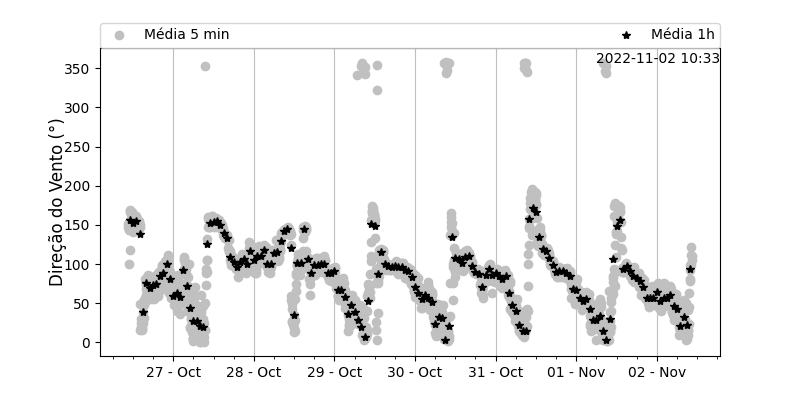 Média 5 min
Média 1h
2022-11-02 10:33
Direção do Vento (°)
350
300
250
200
150
100
50
0
27 - Oct
28 - Oct
29 - Oct
30 - Oct
31 - Oct
01 - Nov
02 - Nov